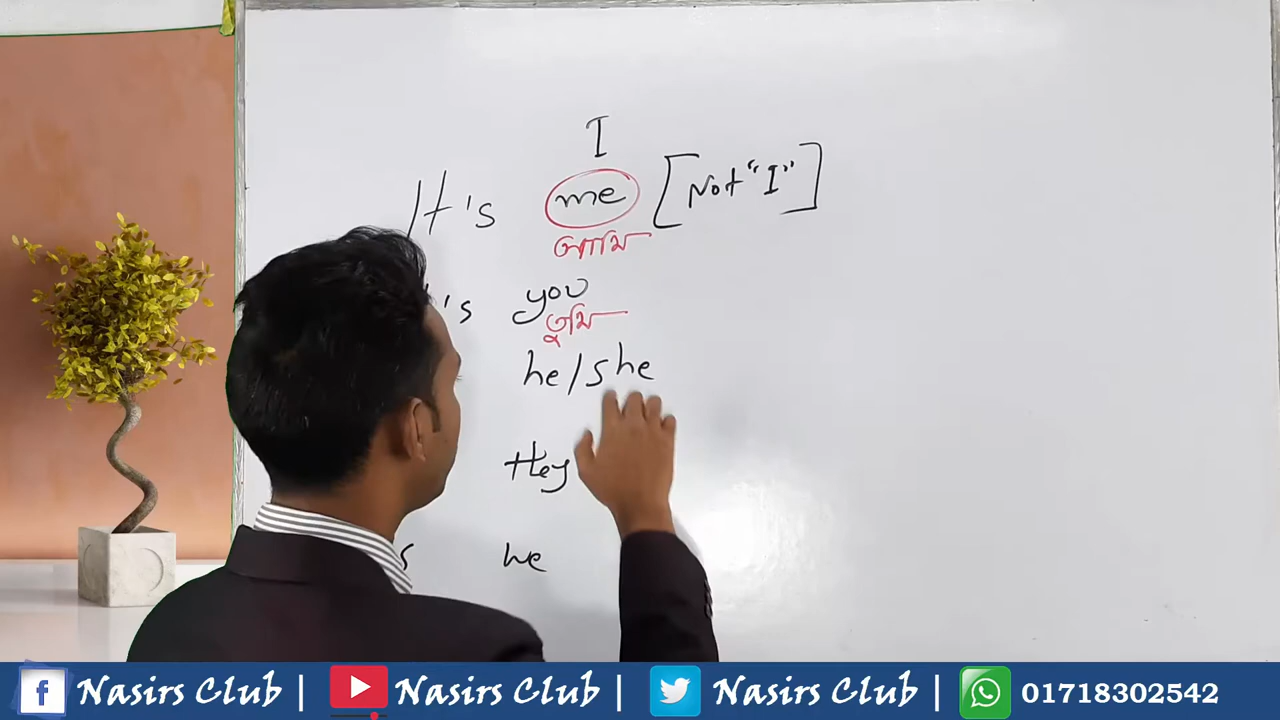 I
It's me [Not "I"]
আমি
's you
তুমি
he/she
they
s we
Nasirs Club | Nasirs Club | Nasirs Club | 01718302542